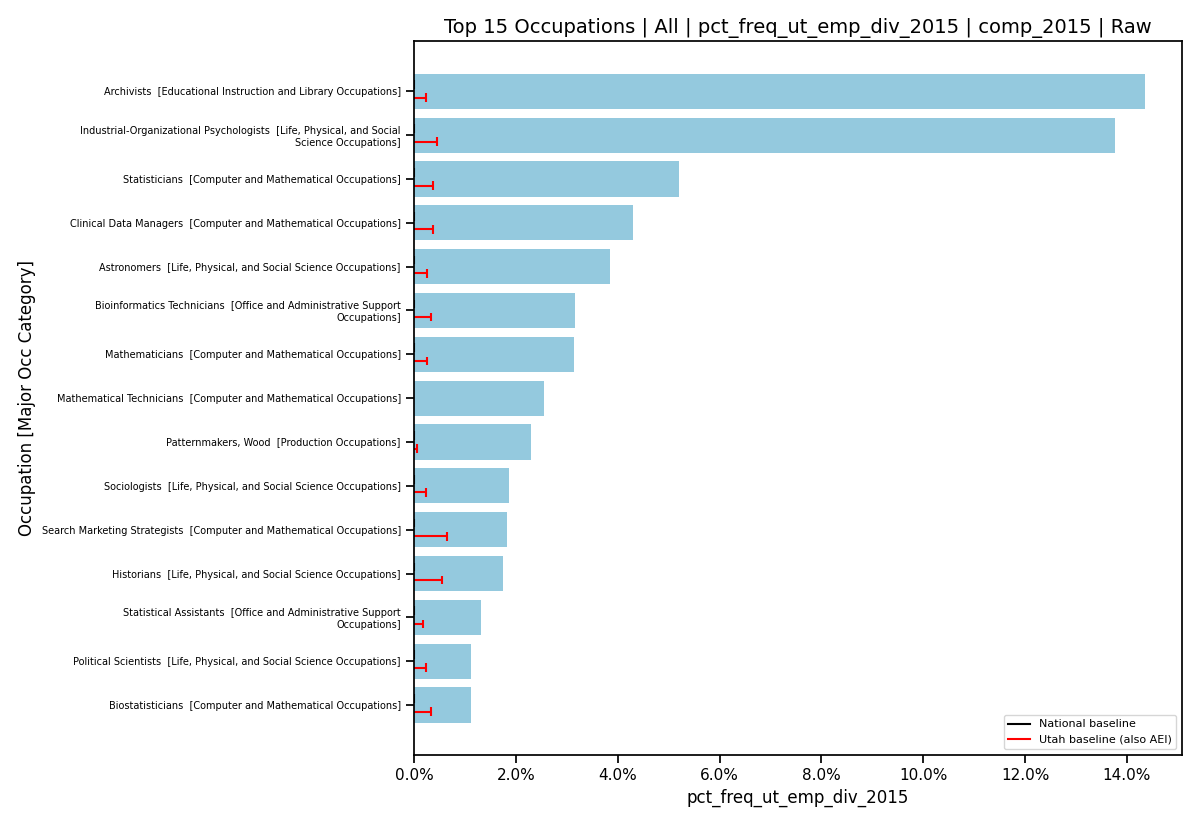 Top 15 Occupations | All | pct_freq_ut_emp_div_2015 | comp_2015 | Raw
Occupation [Major Occ Category]
Archivists  [Educational Instruction and Library Occupations]
Industrial-Organizational Psychologists  [Life, Physical, and Social
Science Occupations]
Statisticians  [Computer and Mathematical Occupations]
Clinical Data Managers  [Computer and Mathematical Occupations]
Astronomers  [Life, Physical, and Social Science Occupations]
Bioinformatics Technicians  [Office and Administrative Support
Occupations]
Mathematicians  [Computer and Mathematical Occupations]
Mathematical Technicians  [Computer and Mathematical Occupations]
Patternmakers, Wood  [Production Occupations]
Sociologists  [Life, Physical, and Social Science Occupations]
Search Marketing Strategists  [Computer and Mathematical Occupations]
Historians  [Life, Physical, and Social Science Occupations]
Statistical Assistants  [Office and Administrative Support
Occupations]
Political Scientists  [Life, Physical, and Social Science Occupations]
Biostatisticians  [Computer and Mathematical Occupations]
National baseline
Utah baseline (also AEI)
0.0% 2.0% 4.0% 6.0% 8.0% 10.0% 12.0% 14.0%
pct_freq_ut_emp_div_2015